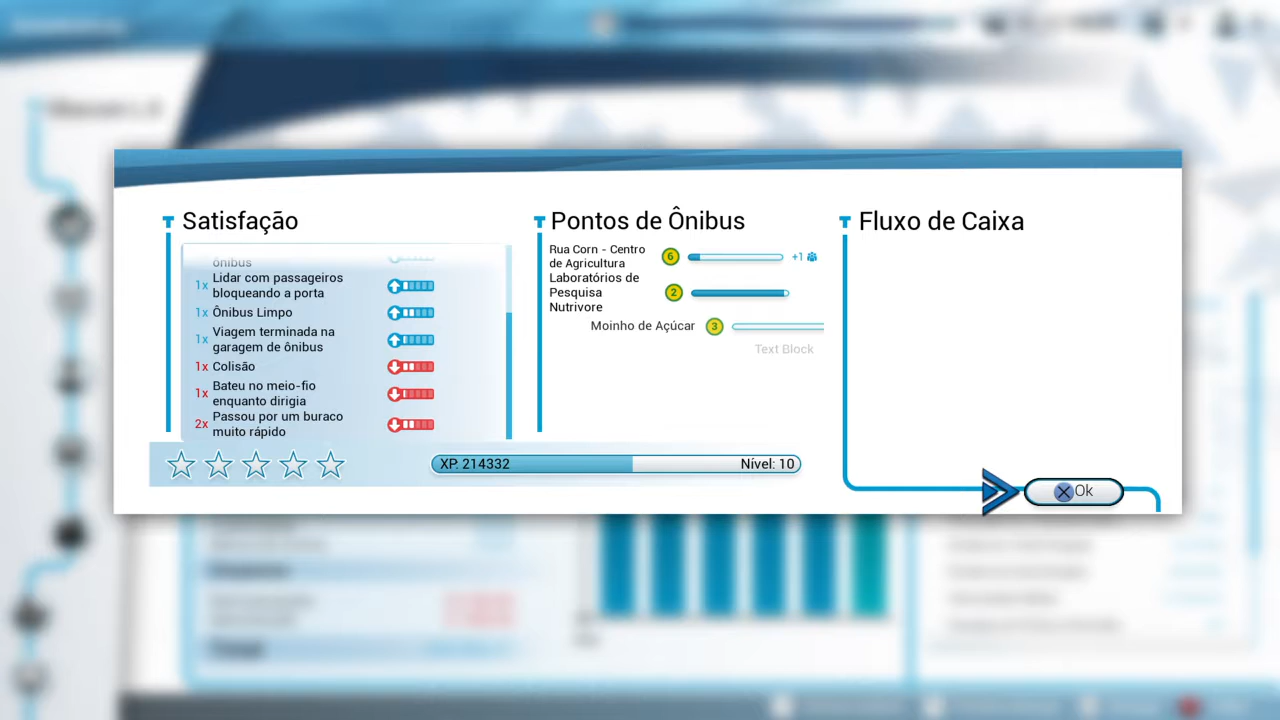 Satisfação
ônibus
1x Lidar com passageiros
bloqueando a porta
1x Ônibus Limpo
1x Viagem terminada na
garagem de ônibus
1x Colisão
1x Bateu no meio-fio
enquanto dirigia
2x Passou por um buraco
muito rápido
Pontos de Ônibus
Rua Corn - Centro
de Agricultura
6
+1
Laboratórios de
Pesquisa
Nutrivore
2
Moinho de Açúcar 3
Text Block
Fluxo de Caixa
XP: 214332
Nível: 10
Ok